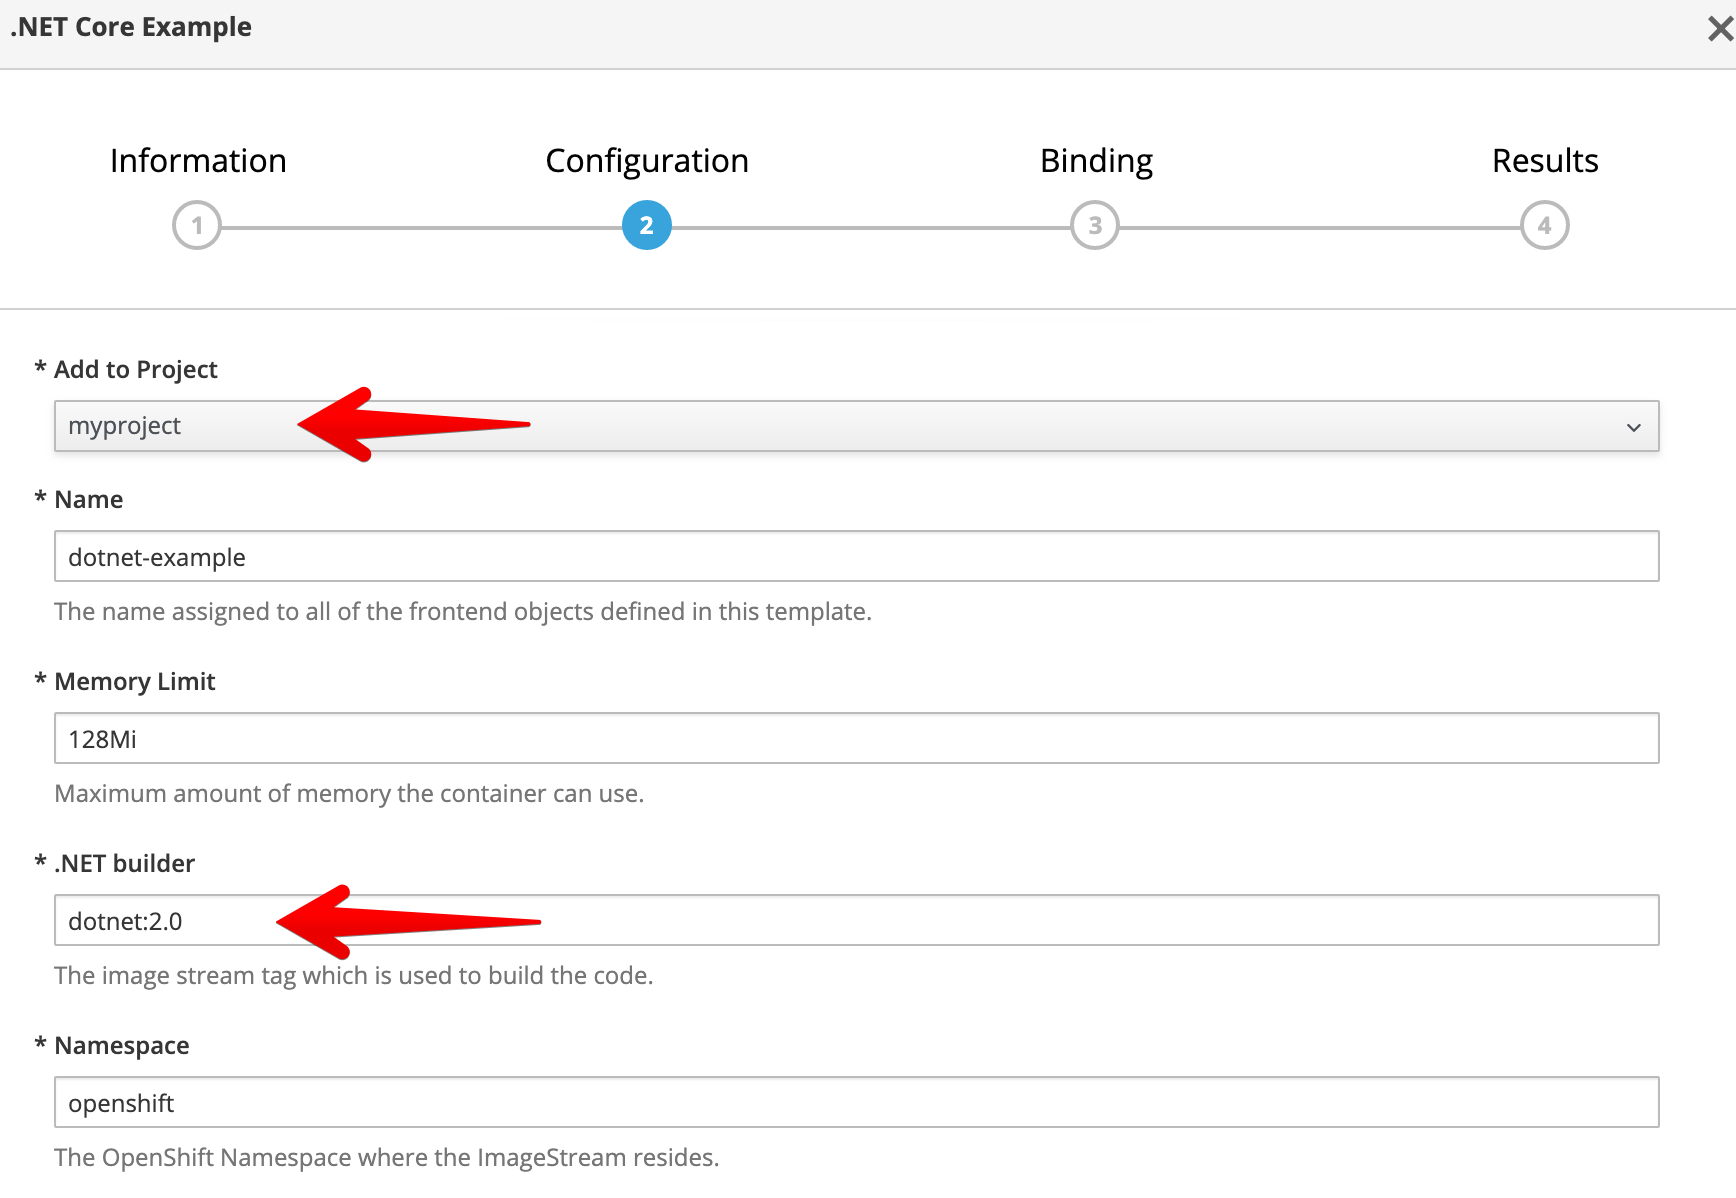 .NET Core Example
Information Configuration Binding Results
1 2 3 4
* Add to Project
myproject
* Name
dotnet-example
The name assigned to all of the frontend objects defined in this template.
* Memory Limit
128Mi
Maximum amount of memory the container can use.
* .NET builder
dotnet:2.0
The image stream tag which is used to build the code.
* Namespace
openshift
The OpenShift Namespace where the ImageStream resides.